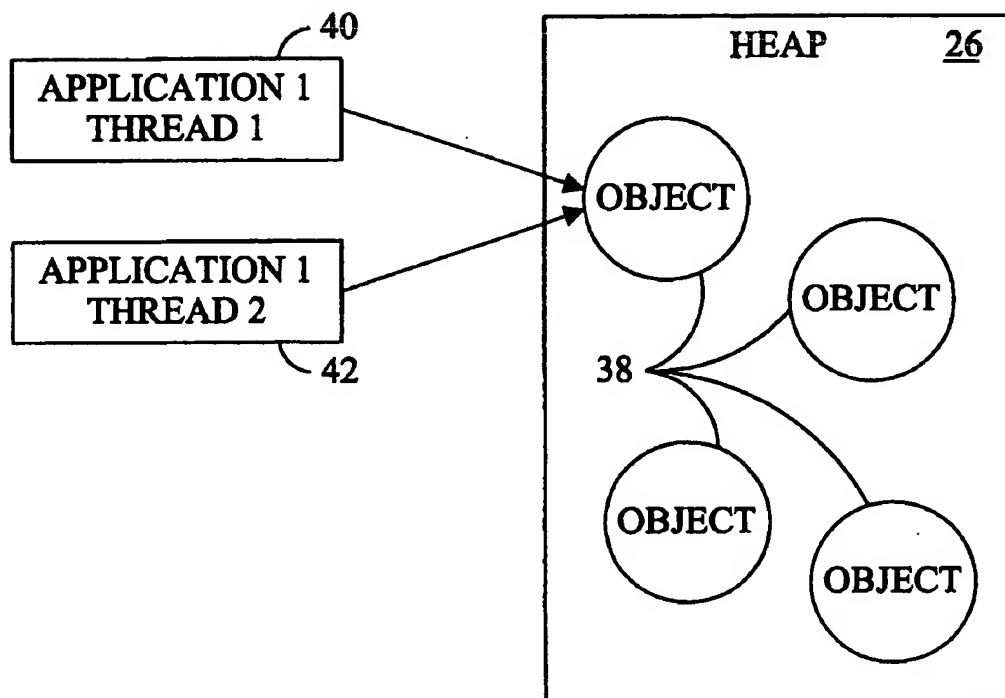 40
APPLICATION 1
THREAD 1
APPLICATION 1
THREAD 2
42
HEAP 26
OBJECT
OBJECT
38
OBJECT
OBJECT